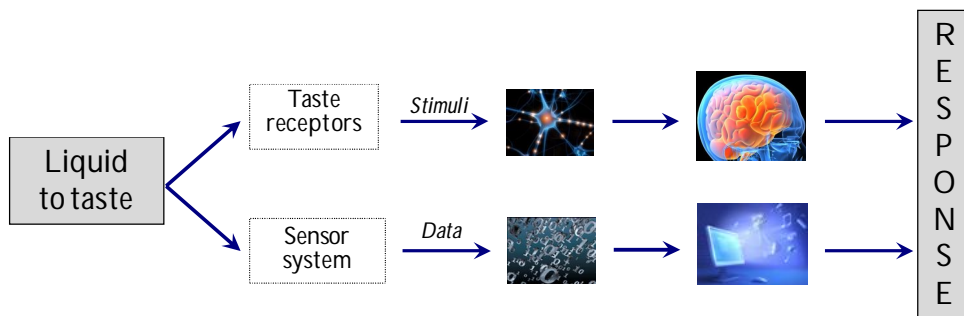 Liquid
to taste
Taste
receptors
Stimuli
Sensor
system
Data
R
E
S
P
O
N
S
E